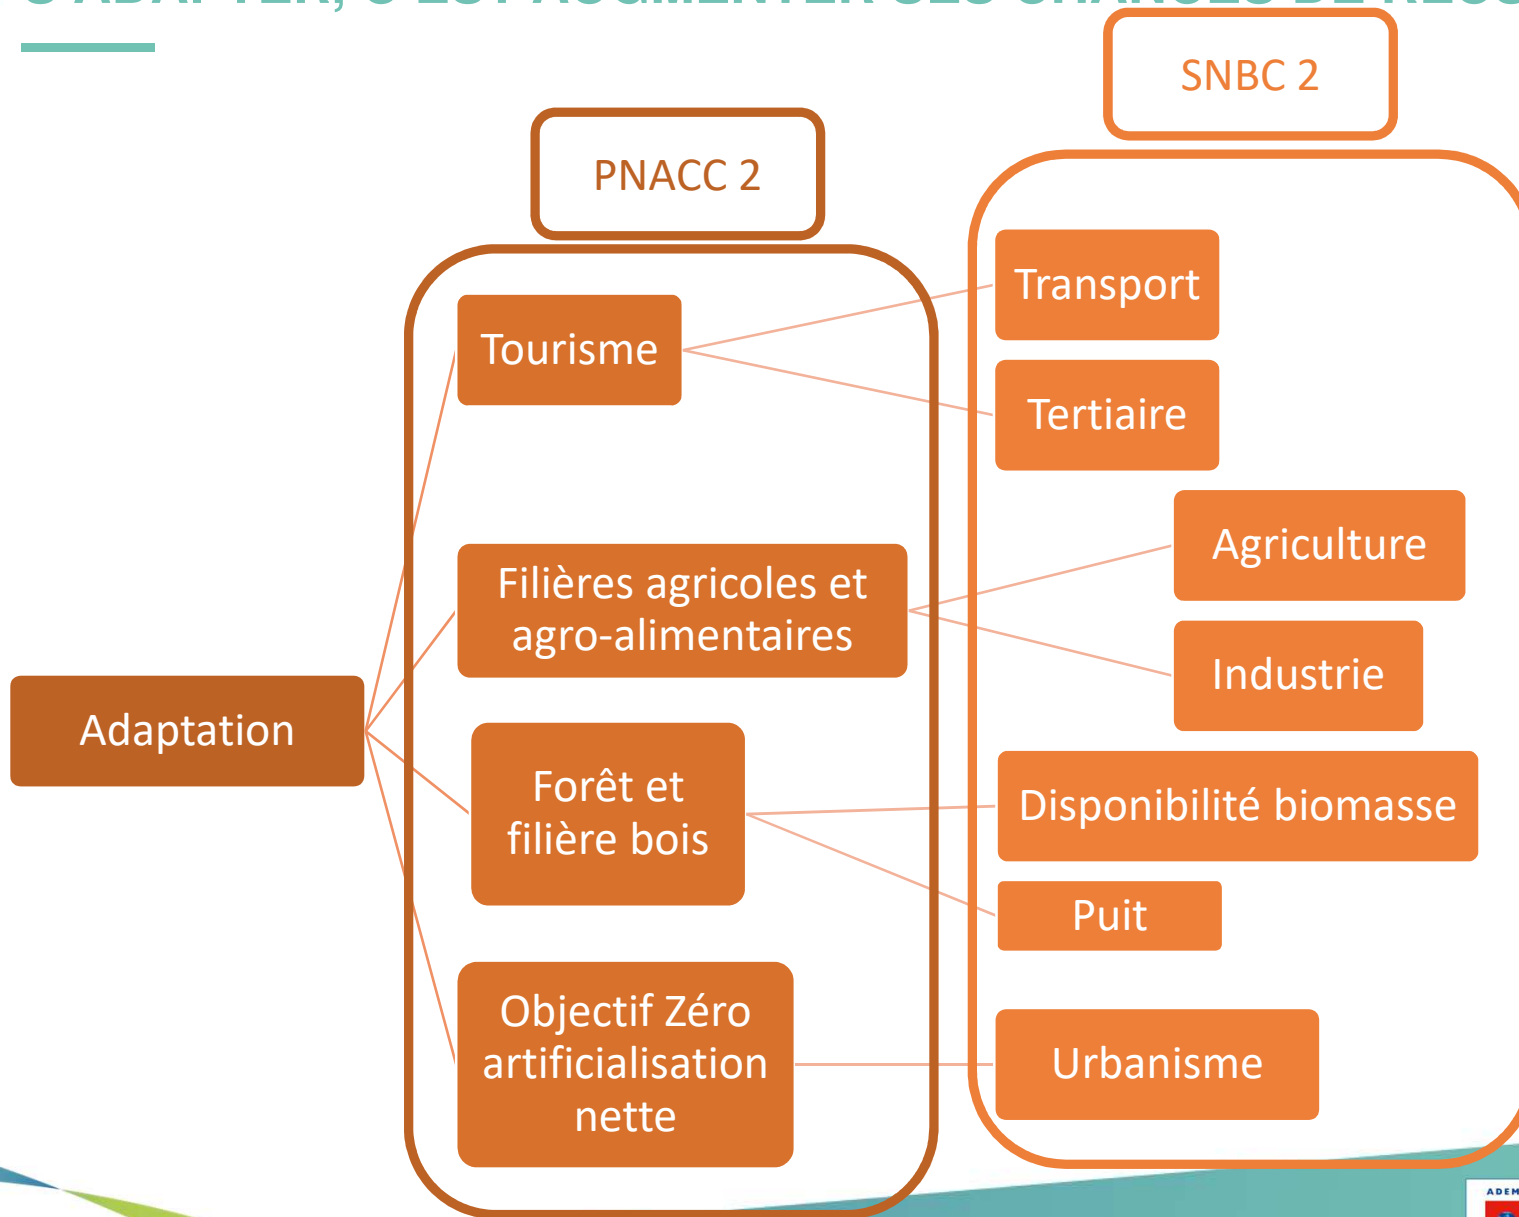 SNBC 2
PNACC 2
Transport
Tourisme
Tertiaire
Agriculture
Filières agricoles et
agro-alimentaires
Industrie
Adaptation
Forêt et
filière bois
Disponibilité biomasse
Puit
Objectif Zéro
artificialisation
nette
Urbanisme
ADEM